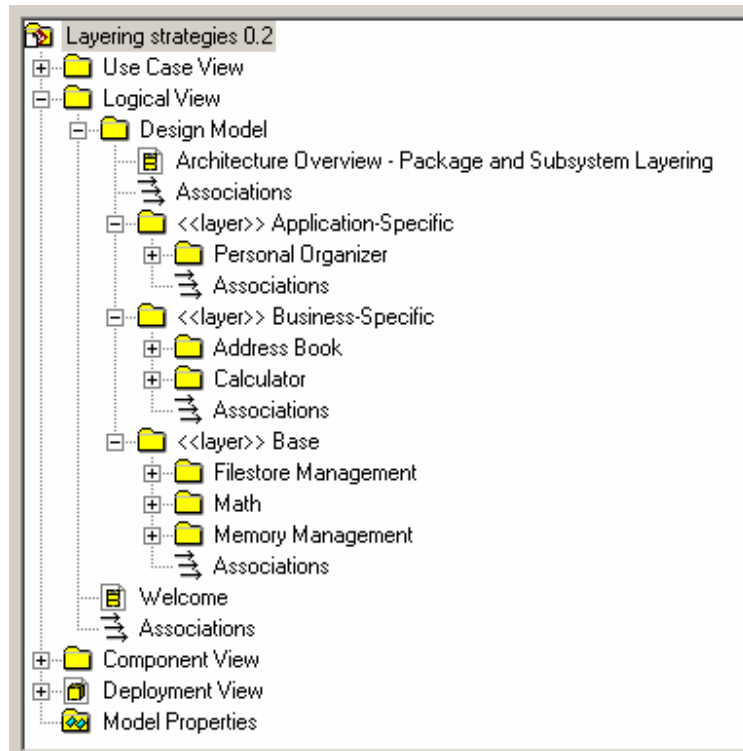 Layering strategies 0.2
Use Case View
Logical View
Design Model
Architecture Overview - Package and Subsystem Layering
Associations
<<layer>> Application-Specific
Personal Organizer
Associations
<<layer>> Business-Specific
Address Book
Calculator
Associations
<<layer>> Base
Filestore Management
Math
Memory Management
Associations
Welcome
Associations
Component View
Deployment View
Model Properties